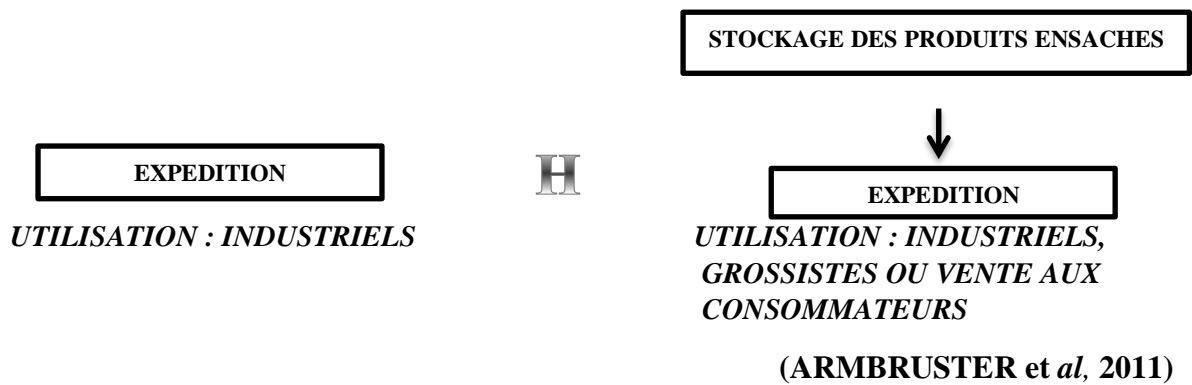 STOCKAGE DES PRODUITS ENSACHES
EXPEDITION
H
EXPEDITION
UTILISATION : INDUSTRIELS
UTILISATION : INDUSTRIELS,
GROSSISTES OU VENTE AUX
CONSOMMATEURS
(ARMBRUSTER et al, 2011)